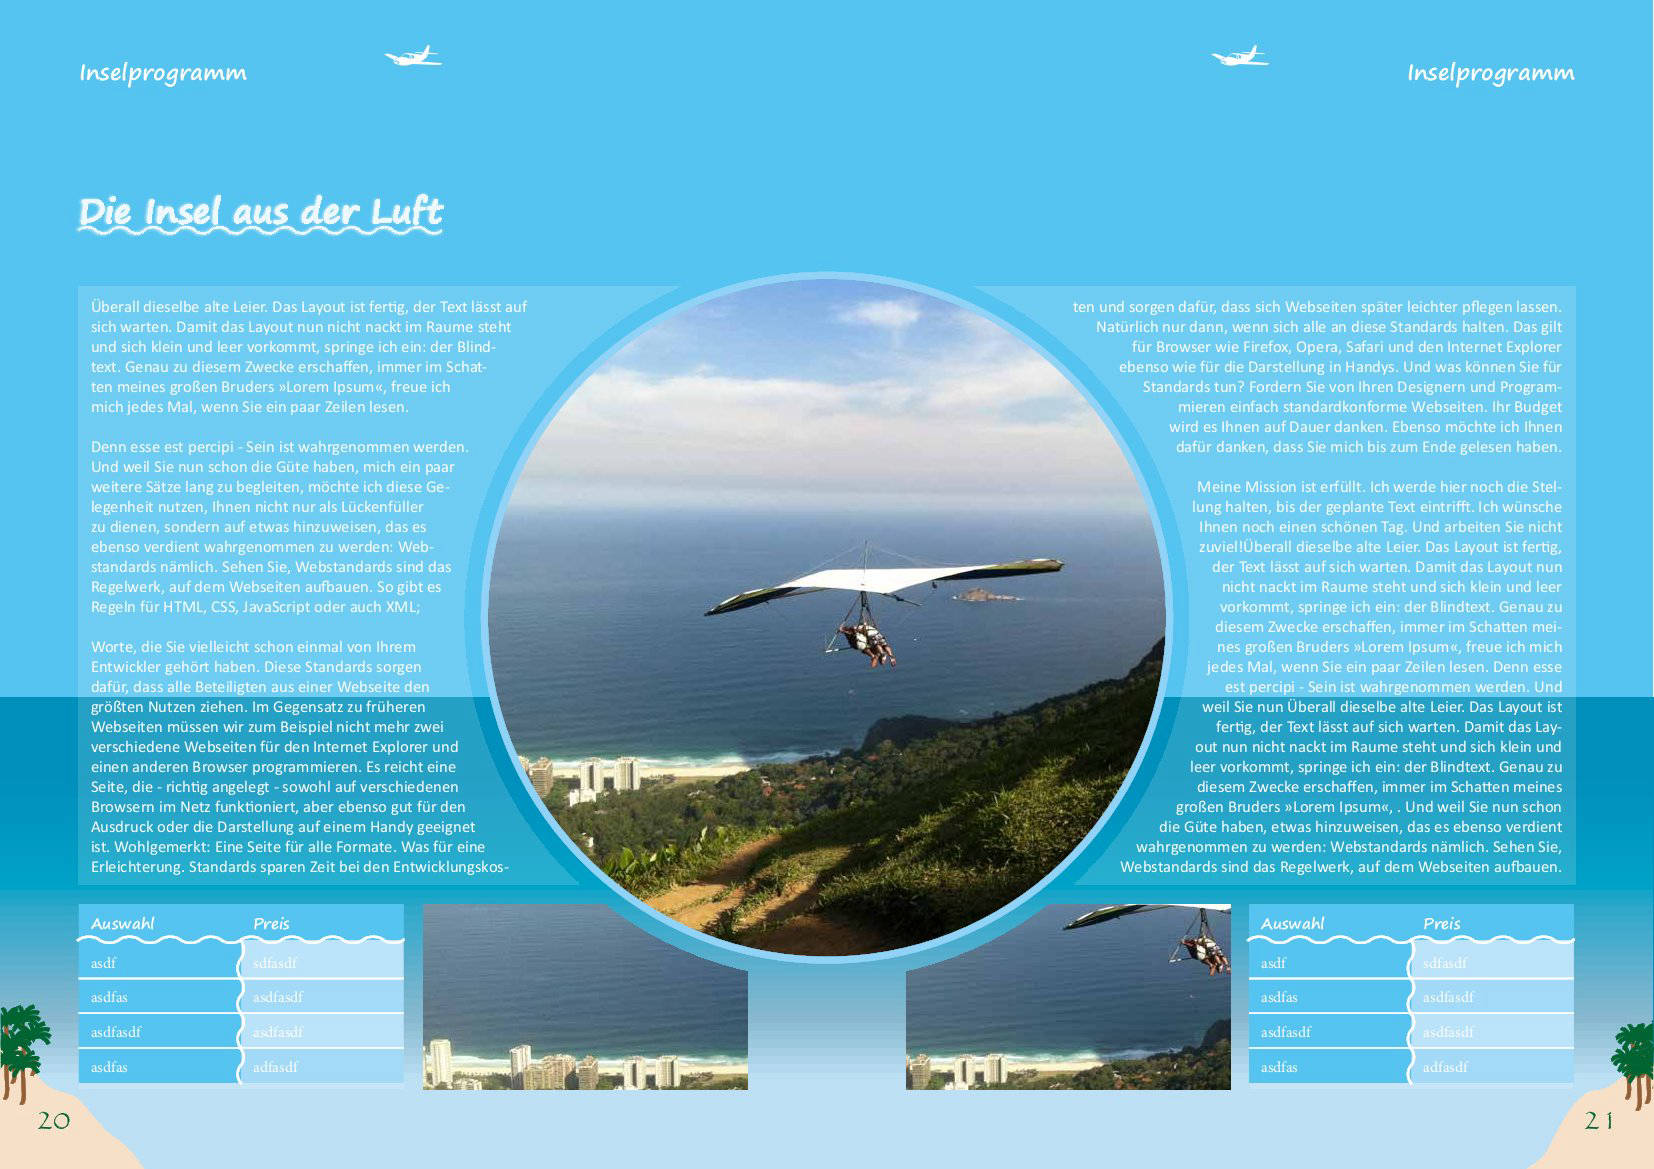 Inselprogramm
Inselprogramm
Die Insel aus der Luft
Überall dieselbe alte Leier. Das Layout ist fertig, der Text lässt auf
sich warten. Damit das Layout nun nicht nackt im Raume steht
und sich klein und leer vorkommt, springe ich ein: der Blind-
text. Genau zu diesem Zwecke erschaffen, immer im Schat-
ten meines großen Bruders »Lorem Ipsum«, freue ich
mich jedes Mal, wenn Sie ein paar Zeilen lesen.
Denn esse est percipi - Sein ist wahrgenommen werden.
Und weil Sie nun schon die Güte haben, mich ein paar
weitere Sätze lang zu begleiten, möchte ich diese Ge-
legenheit nutzen, Ihnen nicht nur als Lückenfüller
zu dienen, sondern auf etwas hinzuweisen, das es
ebenso verdient wahrgenommen zu werden: Web-
standards nämlich. Sehen Sie, Webstandards sind das
Regelwerk, auf dem Webseiten aufbauen. So gibt es
Regeln für HTML, CSS, JavaScript oder auch XML;
Worte, die Sie vielleicht schon einmal von Ihrem
Entwickler gehört haben. Diese Standards sorgen
dafür, dass alle Beteiligten aus einer Webseite den
größten Nutzen ziehen. Im Gegensatz zu früheren
Webseiten müssen wir zum Beispiel nicht mehr zwei
verschiedene Webseiten für den Internet Explorer und
einen anderen Browser programmieren. Es reicht eine
Seite, die - richtig angelegt - sowohl auf verschiedenen
Browsern im Netz funktioniert, aber ebenso gut für den
Ausdruck oder die Darstellung auf einem Handy geeignet
ist. Wohlgemerkt: Eine Seite für alle Formate. Was für eine
Erleichterung. Standards sparen Zeit bei den Entwicklungskos-
ten und sorgen dafür, dass sich Webseiten später leichter pflegen lassen.
Natürlich nur dann, wenn sich alle an diese Standards halten. Das gilt
für Browser wie Firefox, Opera, Safari und den Internet Explorer
ebenso wie für die Darstellung in Handys. Und was können Sie für
Standards tun? Fordern Sie von Ihren Designern und Program-
mieren einfach standardkonforme Webseiten. Ihr Budget
wird es Ihnen auf Dauer danken. Ebenso möchte ich Ihnen
dafür danken, dass Sie mich bis zum Ende gelesen haben.
Meine Mission ist erfüllt. Ich werde hier noch die Stel-
lung halten, bis der geplante Text eintrifft. Ich wünsche
Ihnen noch einen schönen Tag. Und arbeiten Sie nicht
zuviel!Überall dieselbe alte Leier. Das Layout ist fertig,
der Text lässt auf sich warten. Damit das Layout nun
nicht nackt im Raume steht und sich klein und leer
vorkommt, springe ich ein: der Blindtext. Genau zu
diesem Zwecke erschaffen, immer im Schatten mei-
nes großen Bruders »Lorem Ipsum«, freue ich mich
jedes Mal, wenn Sie ein paar Zeilen lesen. Denn esse
est percipi - Sein ist wahrgenommen werden. Und
weil Sie nun Überall dieselbe alte Leier. Das Layout ist
fertig, der Text lässt auf sich warten. Damit das Lay-
out nun nicht nackt im Raume steht und sich klein und
leer vorkommt, springe ich ein: der Blindtext. Genau zu
diesem Zwecke erschaffen, immer im Schatten meines
großen Bruders »Lorem Ipsum«, . Und weil Sie nun schon
die Güte haben, etwas hinzuweisen, das es ebenso verdient
wahrgenommen zu werden: Webstandards nämlich. Sehen Sie,
Webstandards sind das Regelwerk, auf dem Webseiten aufbauen.
Auswahl Preis
asdf sdfasdf
asdfas asdfasdf
asdfasdf asdfasdf
asdfas adfasdf
Auswahl Preis
asdf sdfasdf
asdfas asdfasdf
asdfasdf asdfasdf
asdfas adfasdf
20
21